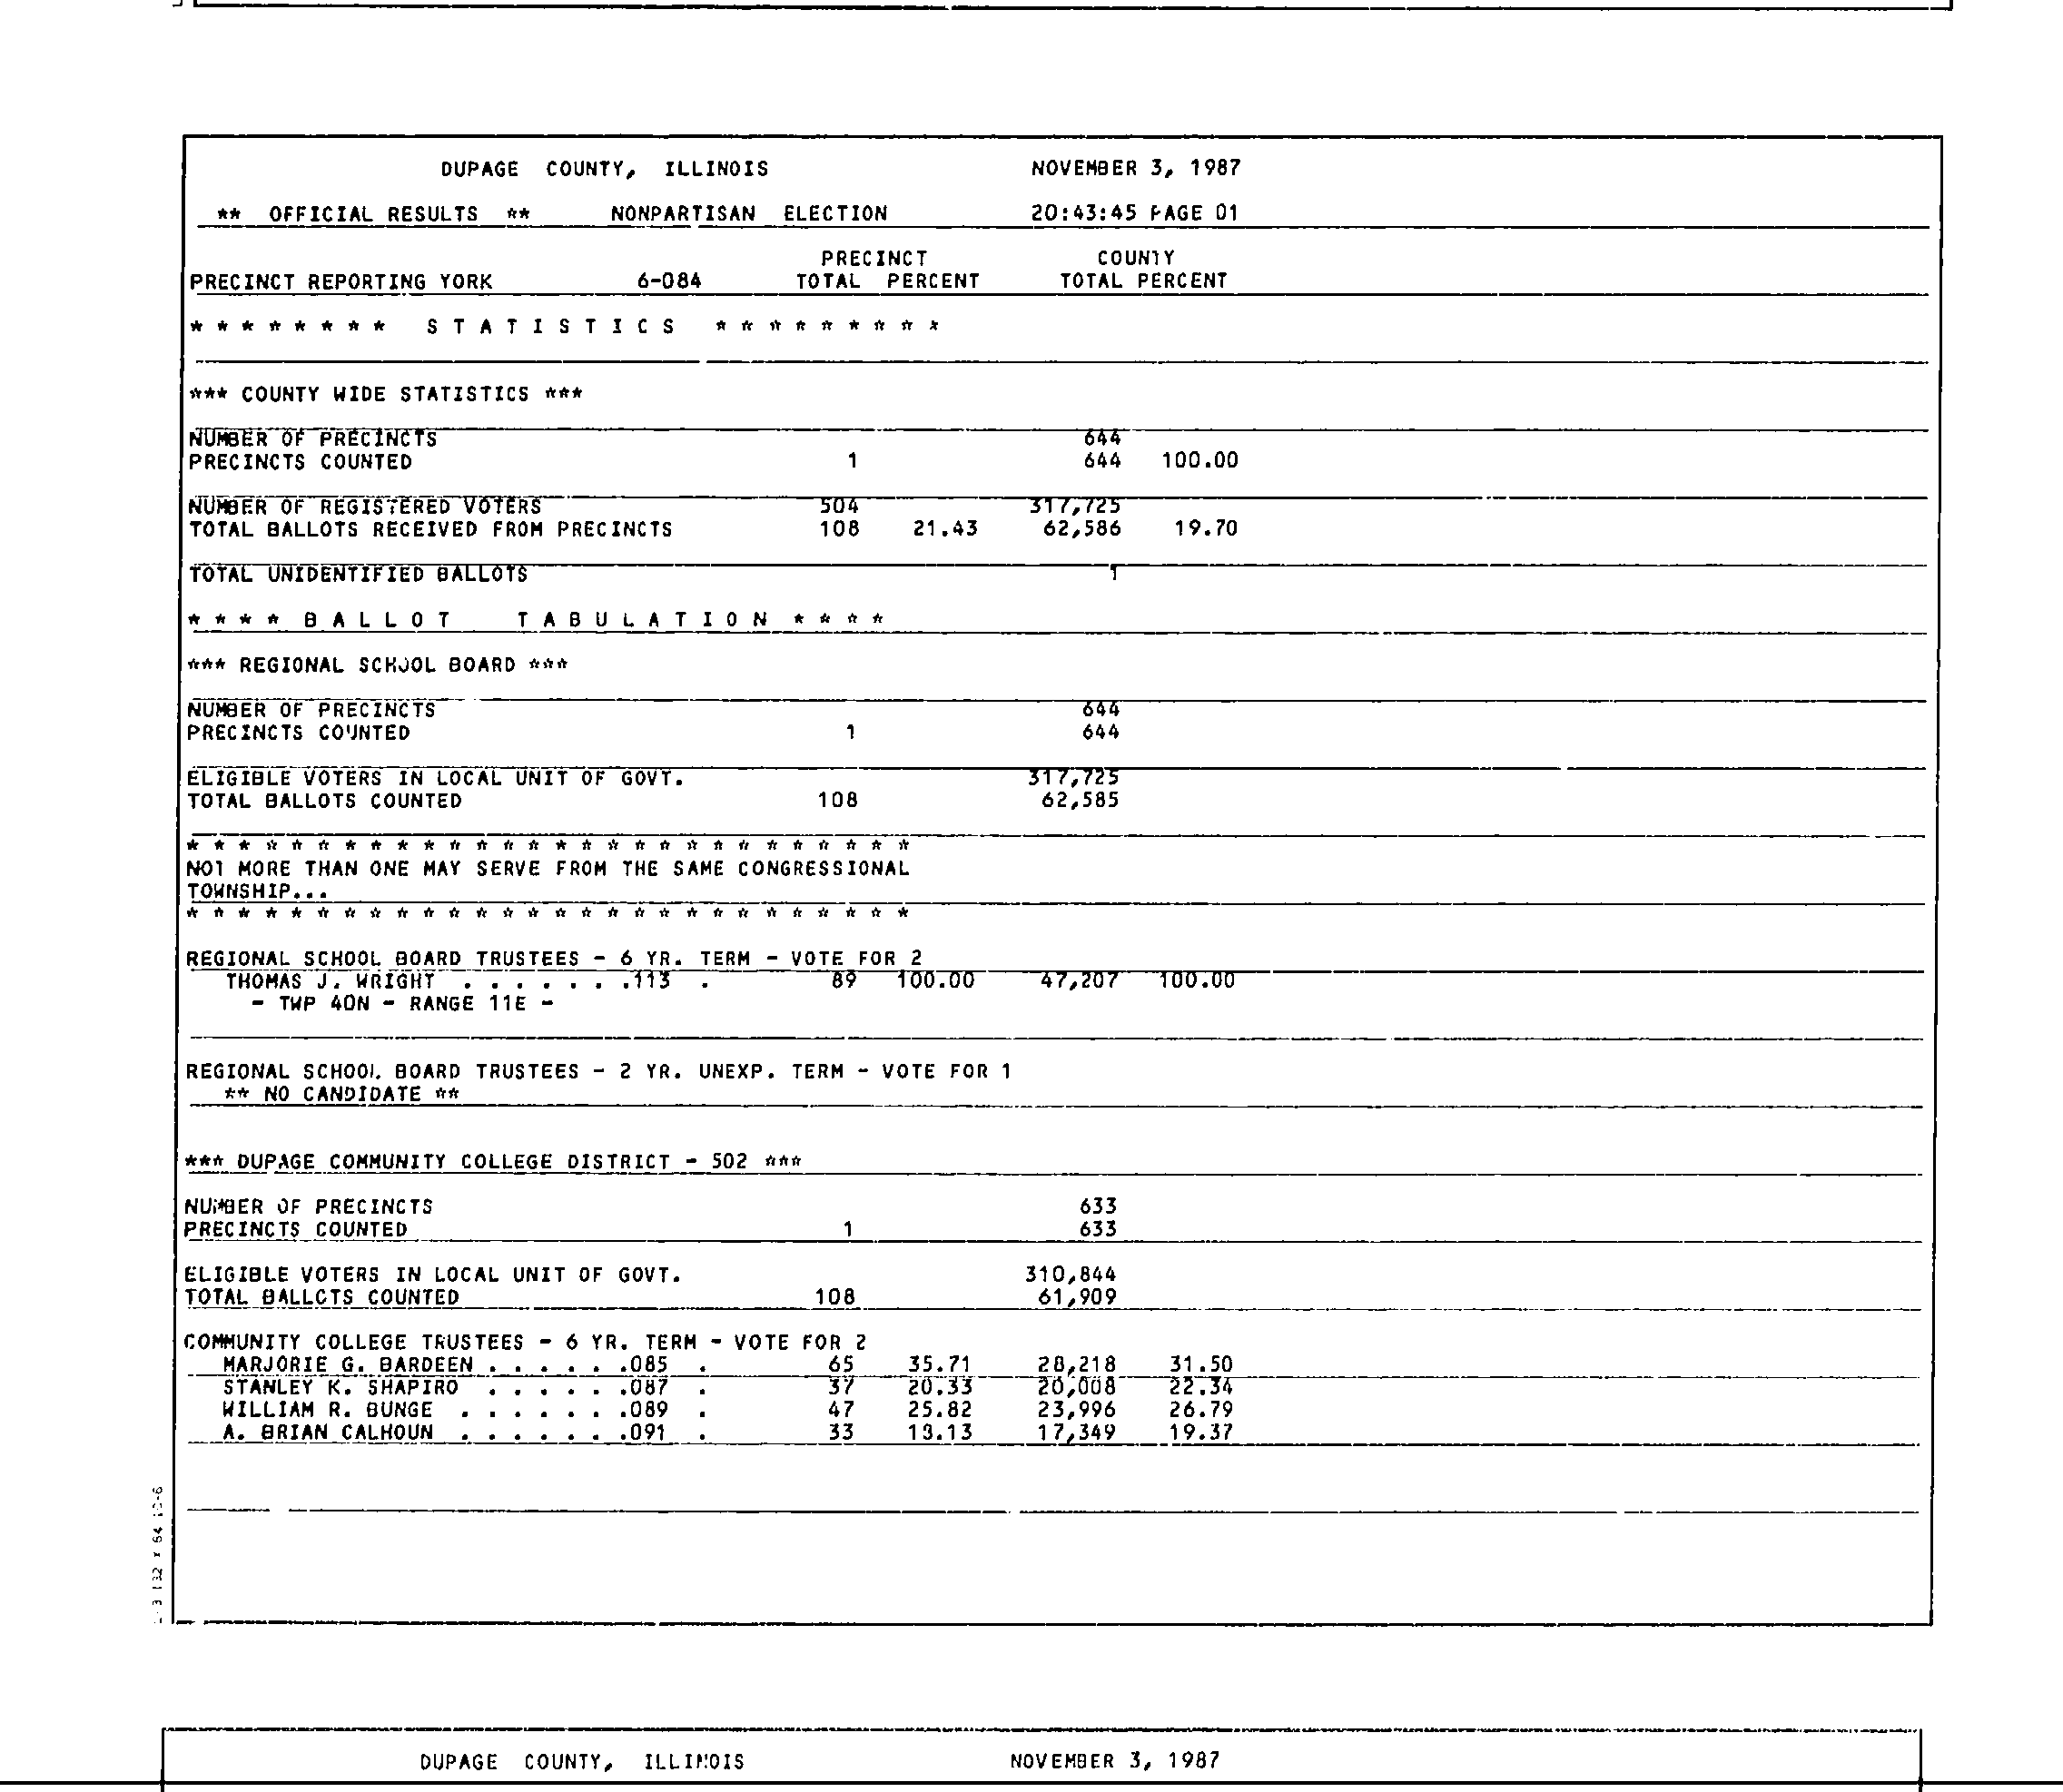 DUPAGE COUNTY, ILLINOIS NOVEMBER 3, 1987
** OFFICIAL RESULTS ** NONPARTISAN ELECTION 20:43:45 PAGE 01
PRECINCT COUNTY
PRECINCT REPORTING YORK 6-084 TOTAL PERCENT TOTAL PERCENT
* * * * * * * * S T A T I S T I C S * * * * * * * * *
*** COUNTY WIDE STATISTICS ***
NUMBER OF PRECINCTS 644
PRECINCTS COUNTED 1 644 100.00
NUMBER OF REGISTERED VOTERS 504 317,725
TOTAL BALLOTS RECEIVED FROM PRECINCTS 108 21.43 62,586 19.70
TOTAL UNIDENTIFIED BALLOTS 1
* * * * B A L L O T T A B U L A T I O N * * * *
*** REGIONAL SCHOOL BOARD ***
NUMBER OF PRECINCTS 644
PRECINCTS COUNTED 1 644
ELIGIBLE VOTERS IN LOCAL UNIT OF GOVT. 317,725
TOTAL BALLOTS COUNTED 108 62,585
* * * * * * * * * * * * * * * * * * * * * * * * * * * *
NOT MORE THAN ONE MAY SERVE FROM THE SAME CONGRESSIONAL
TOWNSHIP...
* * * * * * * * * * * * * * * * * * * * * * * * * * * *
REGIONAL SCHOOL BOARD TRUSTEES - 6 YR. TERM - VOTE FOR 2
THOMAS J. WRIGHT . . . . . . .113 . 89 100.00 47,207 100.00
- TWP 40N - RANGE 11E -
REGIONAL SCHOOL BOARD TRUSTEES - 2 YR. UNEXP. TERM - VOTE FOR 1
** NO CANDIDATE **
*** DUPAGE COMMUNITY COLLEGE DISTRICT - 502 ***
NUMBER OF PRECINCTS 633
PRECINCTS COUNTED 1 633
ELIGIBLE VOTERS IN LOCAL UNIT OF GOVT. 310,844
TOTAL BALLOTS COUNTED 108 61,909
COMMUNITY COLLEGE TRUSTEES - 6 YR. TERM - VOTE FOR 2
MARJORIE G. BARDEEN . . . . . .085 . 65 35.71 28,218 31.50
STANLEY K. SHAPIRO . . . . . .087 . 37 20.33 20,008 22.34
WILLIAM R. BUNGE . . . . . . .089 . 47 25.82 23,996 26.79
A. BRIAN CALHOUN . . . . . . .091 . 33 18.13 17,349 19.37
DUPAGE COUNTY, ILLINOIS NOVEMBER 3, 1987